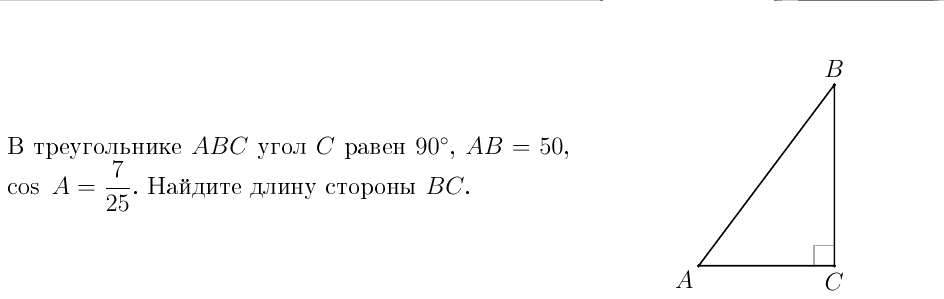 В треугольнике ABC угол C равен 90°, AB = 50,
cos A = 7/25. Найдите длину стороны BC.
B
A
C